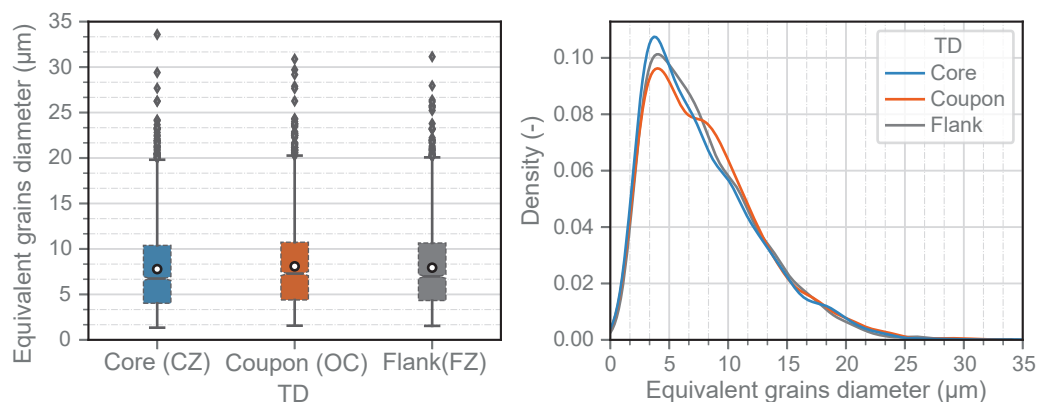 Equivalent grains diameter (µm)
35
30
25
20
15
10
5
0
Core (CZ) Coupon (OC) Flank(FZ)
TD
Density (-)
0.10
0.08
0.06
0.04
0.02
0.00
TD
Core
Coupon
Flank
0 5 10 15 20 25 30 35
Equivalent grains diameter (µm)